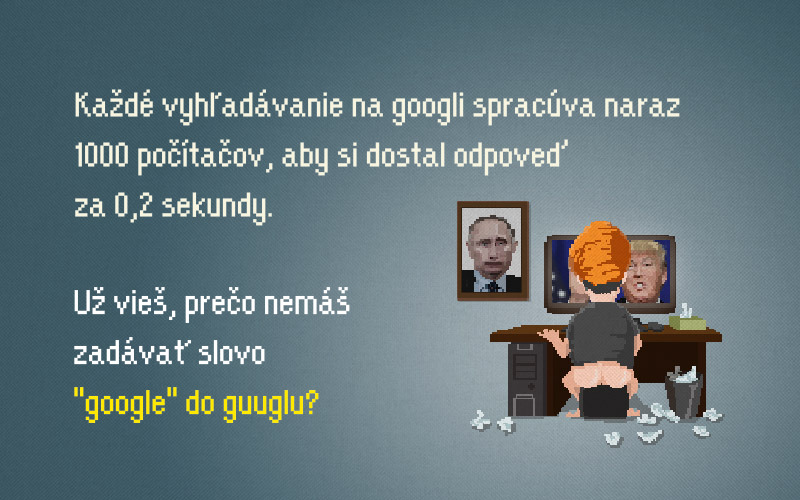 Každé vyhľadávanie na googli spracúva naraz
1000 počítačov, aby si dostal odpoveď
za 0,2 sekundy.
Už vieš, prečo nemáš
zadávať slovo
"google" do guuglu?